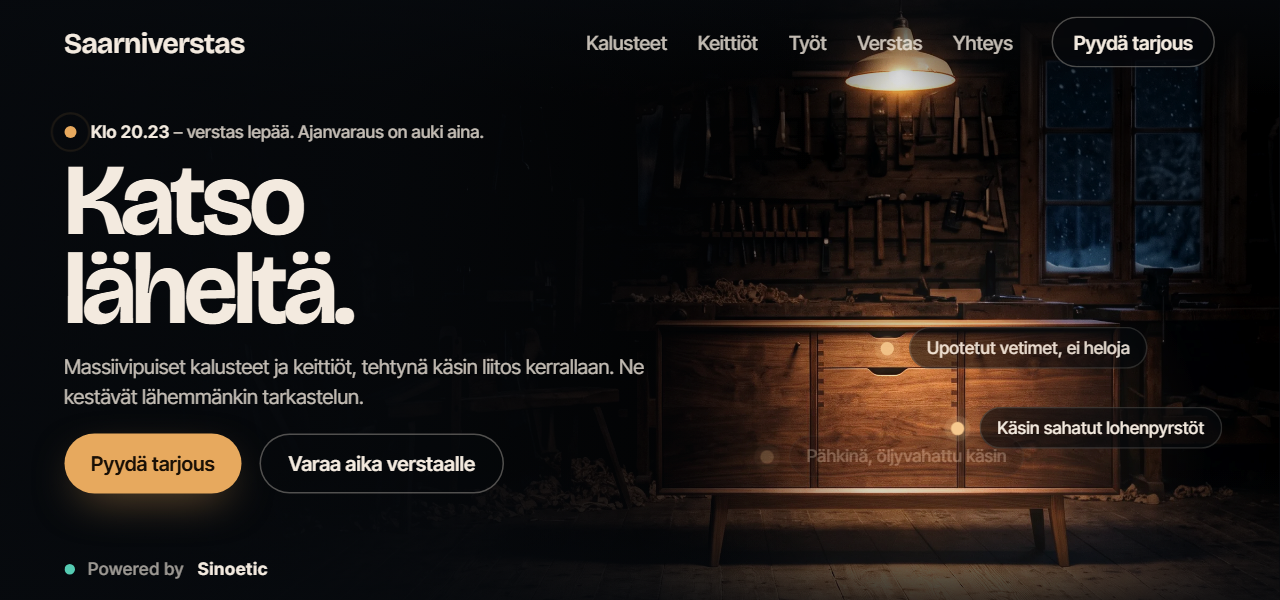 Saarniverstas
Kalusteet Keittiöt Työt Verstas Yhteys Pyydä tarjous
Klo 20.23 – verstas lepää. Ajanvaraus on auki aina.
Katso
läheltä.
Massiivipuiset kalusteet ja keittiöt, tehtynä käsin liitos kerrallaan. Ne
kestävät lähemmänkin tarkastelun.
Pyydä tarjous Varaa aika verstaalle
Upotetut vetimet, ei heloja
Käsin sahatut lohenpyrstöt
Pähkinä, öljyvahattu käsin
Powered by Sinoetic